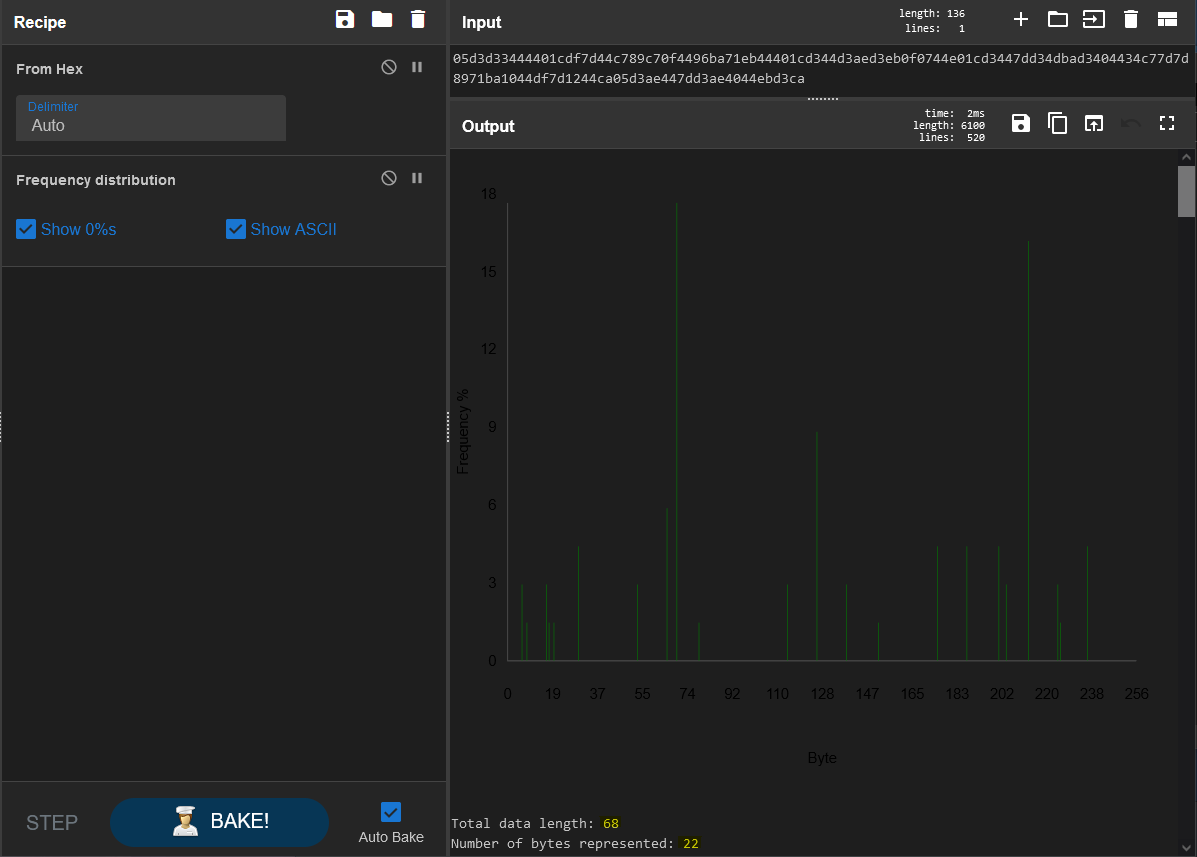 Recipe
From Hex
Delimiter
Auto
Frequency distribution
Show 0%s
Show ASCII
STEP
BAKE!
Auto Bake
Input
length: 136
lines: 1
05d3d33444401cdf7d44c789c70f4496ba71eb44401cd344d3aed3eb0f0744e01cd3447dd34dbad3404434c77d7d
8971ba1044df7d1244ca05d3ae447dd3ae4044ebd3ca
Output
time: 2ms
length: 6100
lines: 520
18
15
12
9
6
3
0
Frequency %
0 19 37 55 74 92 110 128 147 165 183 202 220 238 256
Byte
Total data length: 68
Number of bytes represented: 22